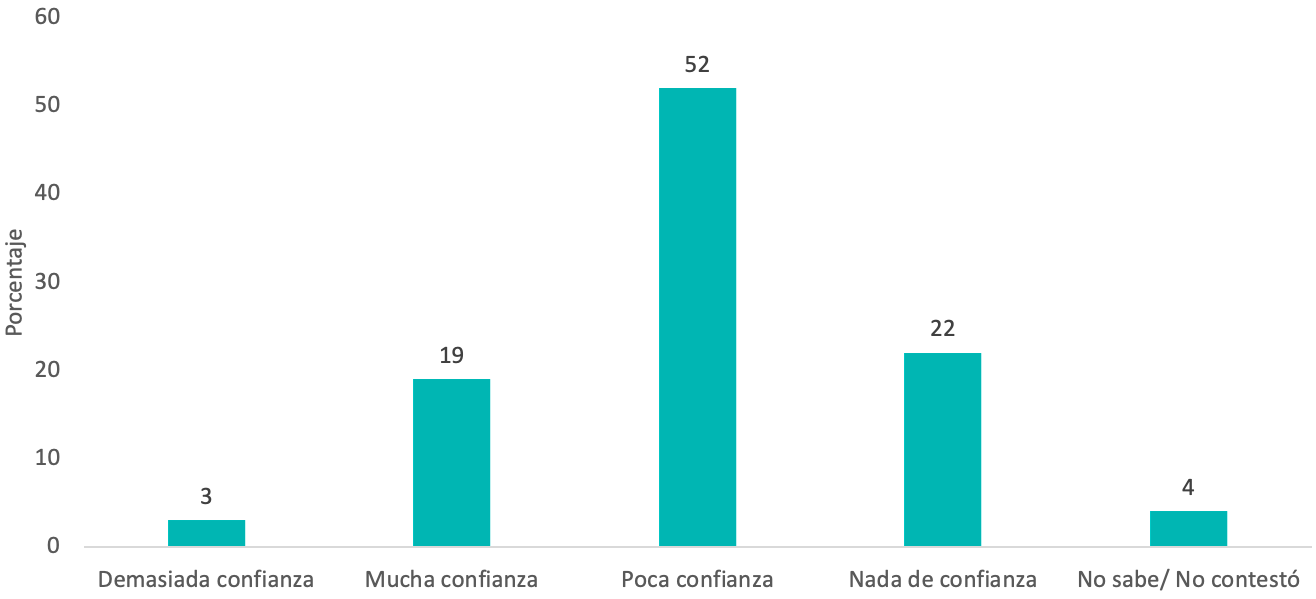 60
50
40
30
20
10
0
Porcentaje
3
19
52
22
4
Demasiada confianza
Mucha confianza
Poca confianza
Nada de confianza
No sabe/ No contestó